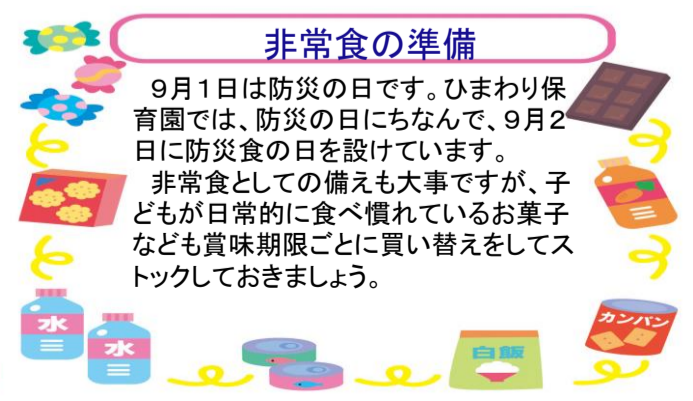 非常食の準備
　９月１日は防災の日です。ひまわり保
育園では、防災の日にちなんで、９月２
日に防災食の日を設けています。
　非常食としての備えも大事ですが、子
どもが日常的に食べ慣れているお菓子
なども賞味期限ごとに買い替えをしてス
トックしておきましょう。
カンパン
水
水
白飯